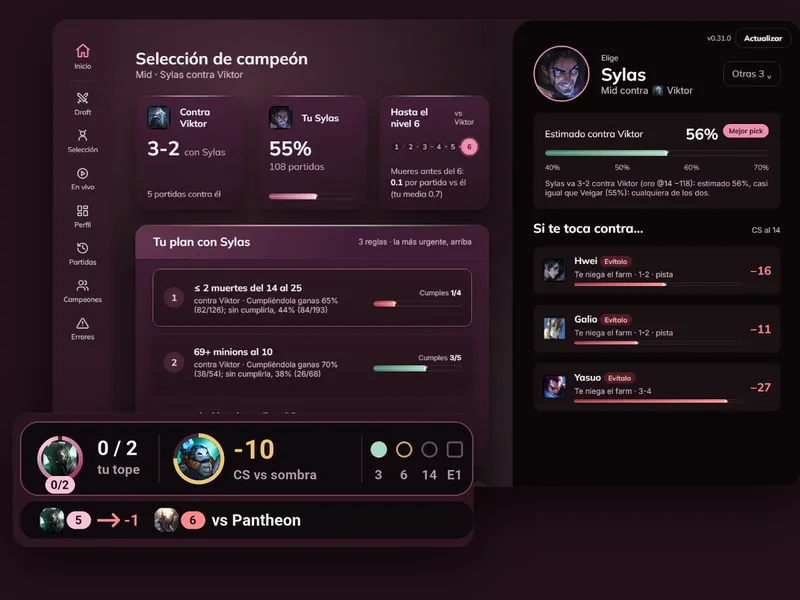 Inicio
Draft
Selección
En vivo
Perfil
Partidas
Campeones
Errores
Selección de campeón
Mid · Sylas contra Viktor
Contra Viktor
3-2 con Sylas
5 partidas contra él
Tu Sylas
55%
108 partidas
Hasta el nivel 6
vs Viktor
1 2 3 4 5 6
Mueres antes del 6:
0.1 por partida vs él
(tu media 0.7)
Tu plan con Sylas
3 reglas · la más urgente, arriba
1
≤ 2 muertes del 14 al 25
contra Viktor · Cumpliéndola ganas 65%
(82/126); sin cumplirla, 44% (84/193)
Cumples 1/4
2
69+ minions al 10
contra Viktor · Cumpliéndola ganas 70%
(38/54); sin cumplirla, 38% (26/68)
Cumples 3/5
v0.31.0
Actualizar
Elige
Sylas
Mid contra Viktor
Otras 3
Estimado contra Viktor
56%
Mejor pick
40% 50% 60% 70%
Sylas va 3-2 contra Viktor (oro @14 −118): estimado 56%, casi
igual que Veigar (55%): cualquiera de los dos.
Si te toca contra...
CS al 14
Hwei Evítalo
Te niega el farm · 1-2 · pista
−16
Galio Evítalo
Te niega el farm · 1-2 · pista
−11
Yasuo Evítalo
Te niega el farm · 3-4
−27
0 / 2
tu tope
0/2
-10
CS vs sombra
3 6 14 E1
5 → -1 6 vs Pantheon